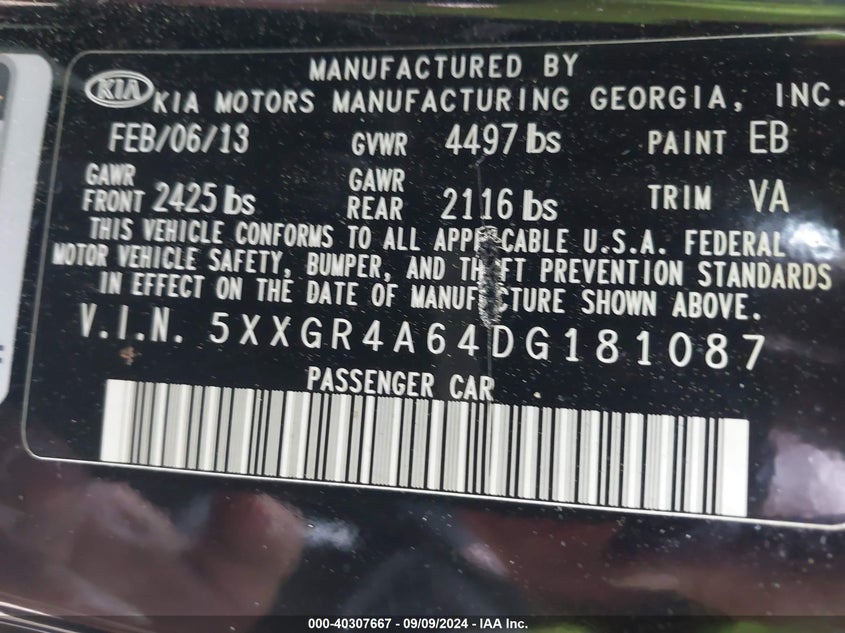 MANUFACTURED BY
KIA KIA MOTORS MANUFACTURING GEORGIA, INC.
FEB/06/13 GVWR 4497 lbs PAINT EB
GAWR FRONT 2425 lbs GAWR REAR 2116 lbs TRIM VA
THIS VEHICLE CONFORMS TO ALL APPLICABLE U.S.A. FEDERAL
MOTOR VEHICLE SAFETY, BUMPER, AND THEFT PREVENTION STANDARDS
IN EFFECT ON THE DATE OF MANUFACTURE SHOWN ABOVE.
V.I.N. 5XXGR4A64DG181087
PASSENGER CAR
000-40307667 - 09/09/2024 - IAA Inc.